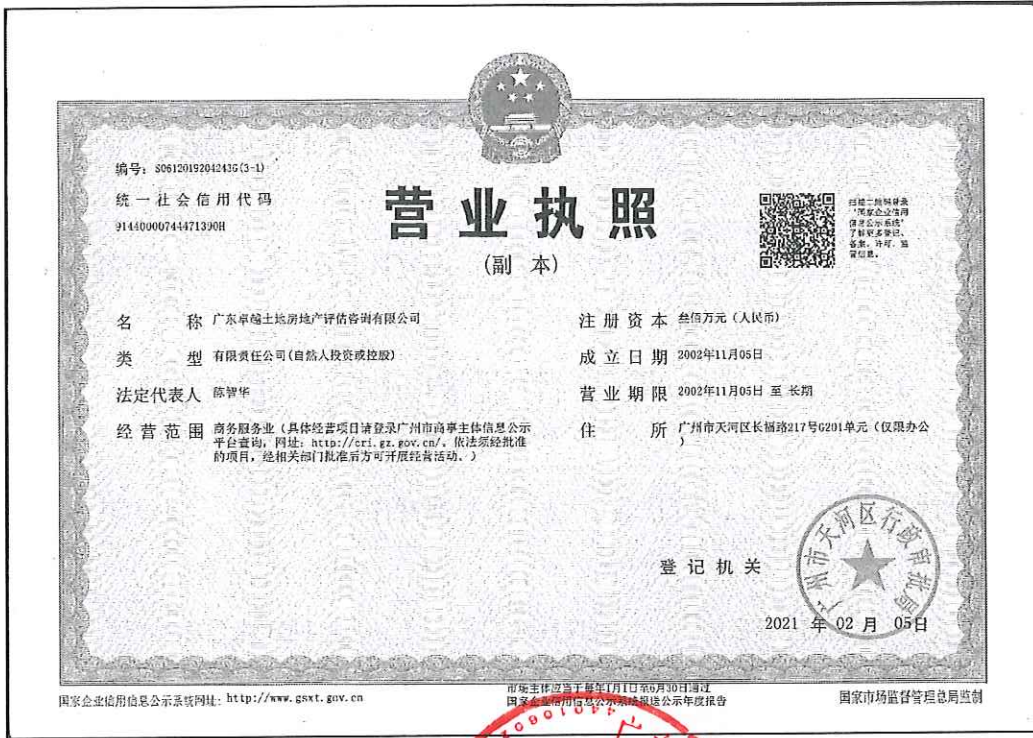 编号: S0612019204243G(3-1)
统一社会信用代码
91440000744471390H
营业执照
(副 本)
扫描二维码登录
“国家企业信用
信息公示系统”
了解更多登记、
备案、许可、监
管信息。
名 称 广东卓越土地房地产评估咨询有限公司
类 型 有限责任公司(自然人投资或控股)
法定代表人 陈智华
经营范围 商务服务业（具体经营项目请登录广州市商事主体信息公示
平台查询，网址: http://cri.gz.gov.cn/。依法须经批准
的项目，经相关部门批准后方可开展经营活动。）
注册资本 叁佰万元（人民币）
成立日期 2002年11月05日
营业期限 2002年11月05日 至 长期
住 所 广州市天河区长福路217号G201单元（仅限办公
）
登记机关
广州市天河区行政审批局
2021 年 02 月 05日
国家企业信用信息公示系统网址: http://www.gsxt.gov.cn
市场主体应当于每年1月1日至6月30日通过
国家企业信用信息公示系统报送公示年度报告
国家市场监督管理总局监制